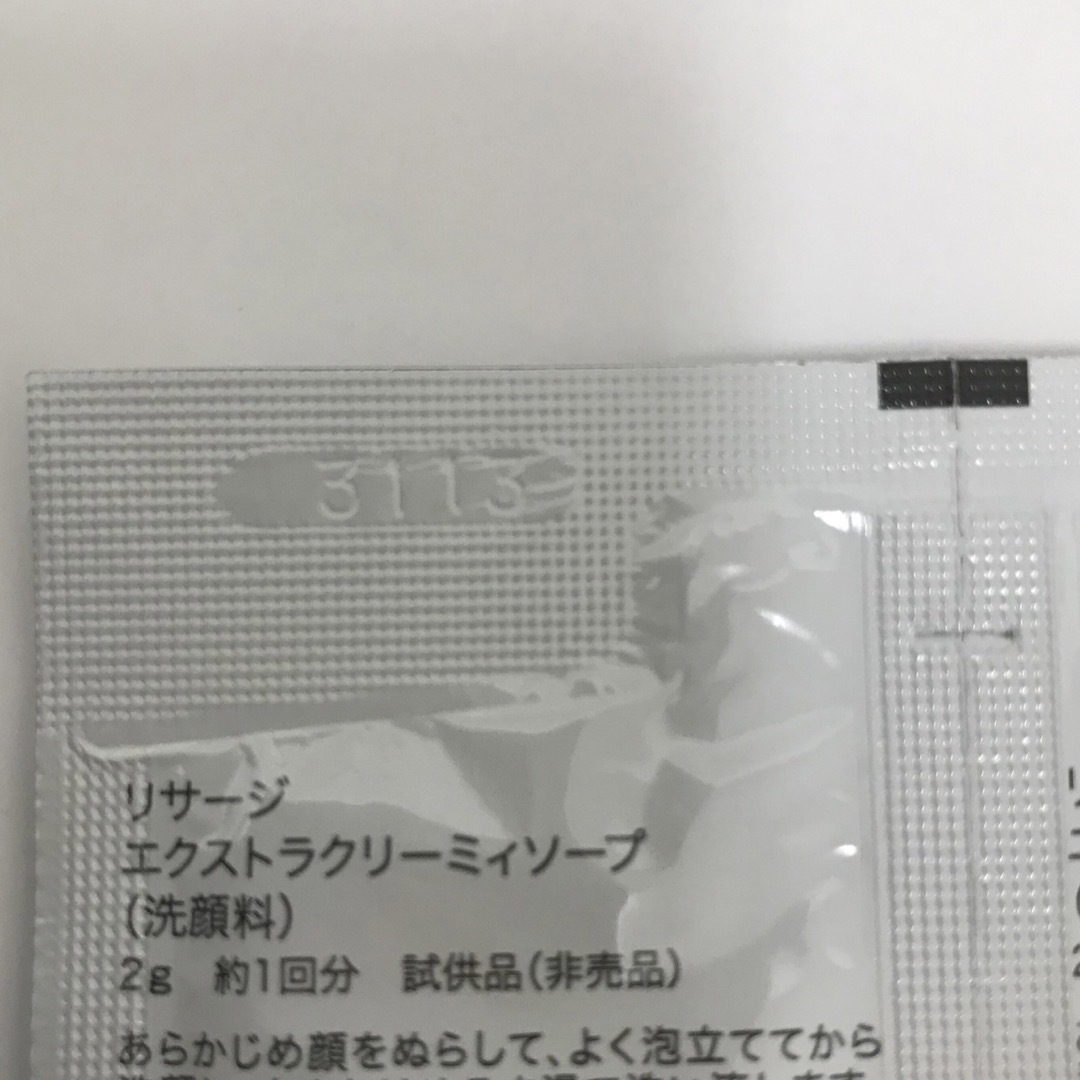 3113
リサージ
エクストラクリーミィソープ
(洗顔料)
2g 約1回分 試供品(非売品)
あらかじめ顔をぬらして、よく泡立ててから